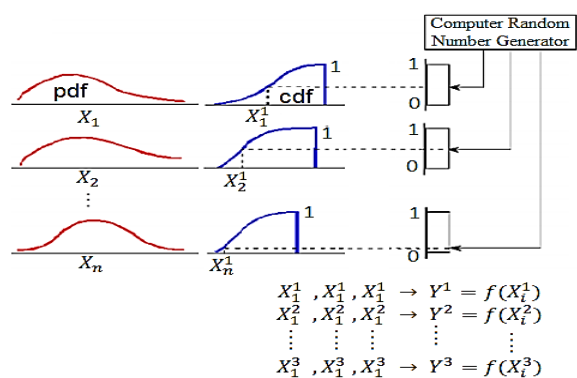 Computer Random
Number Generator
pdf
X₁
1
cdf
X₁¹
1
0
X₂
1
X₂¹
1
0
⋮
Xₙ
1
Xₙ¹
1
0
X₁¹ , X₁¹ , X₁¹ → Y¹ = f(Xᵢ¹)
X₁² , X₁² , X₁² → Y² = f(Xᵢ²)
⋮ ⋮ ⋮ ⋮ ⋮
X₁³ , X₁³ , X₁³ → Y³ = f(Xᵢ³)